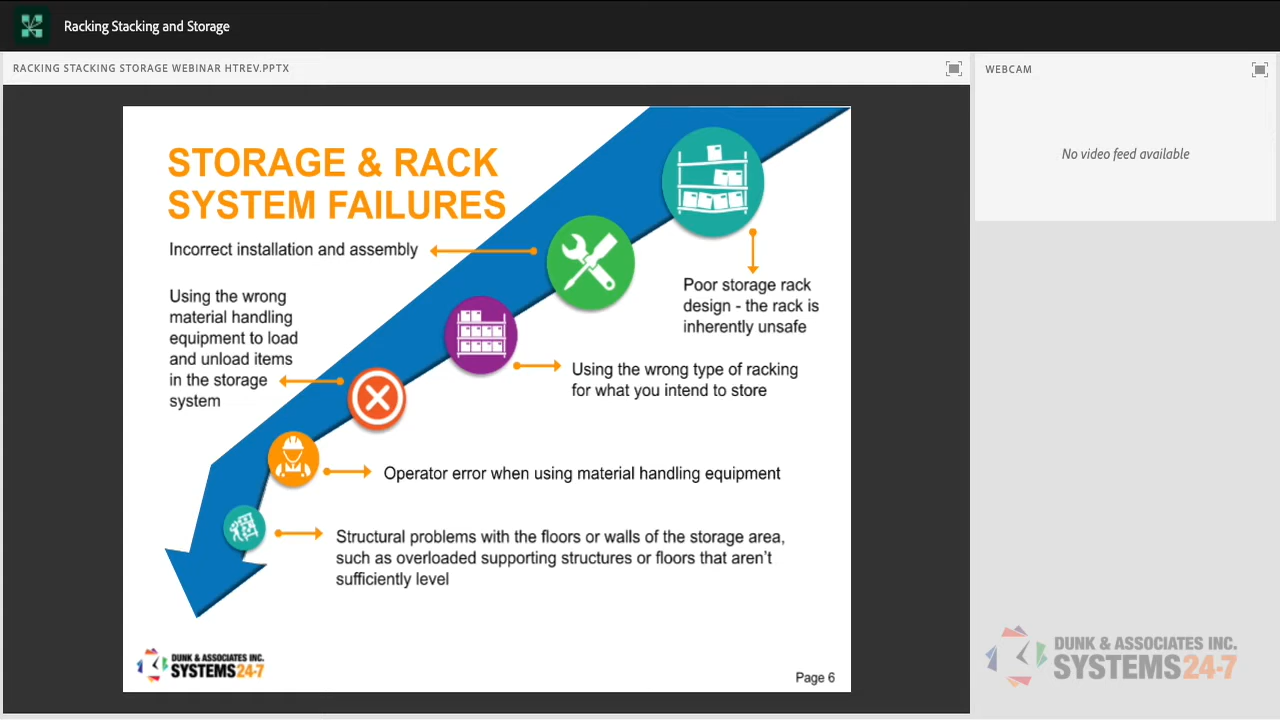 Racking Stacking and Storage
RACKING STACKING STORAGE WEBINAR HTREV.PPTX
WEBCAM
No video feed available
STORAGE & RACK
SYSTEM FAILURES
Incorrect installation and assembly
Poor storage rack
design - the rack is
inherently unsafe
Using the wrong
material handling
equipment to load
and unload items
in the storage
system
Using the wrong type of racking
for what you intend to store
Operator error when using material handling equipment
Structural problems with the floors or walls of the storage area,
such as overloaded supporting structures or floors that aren't
sufficiently level
DUNK & ASSOCIATES INC.
SYSTEMS 24-7
Page 6
DUNK & ASSOCIATES INC.
SYSTEMS 24-7